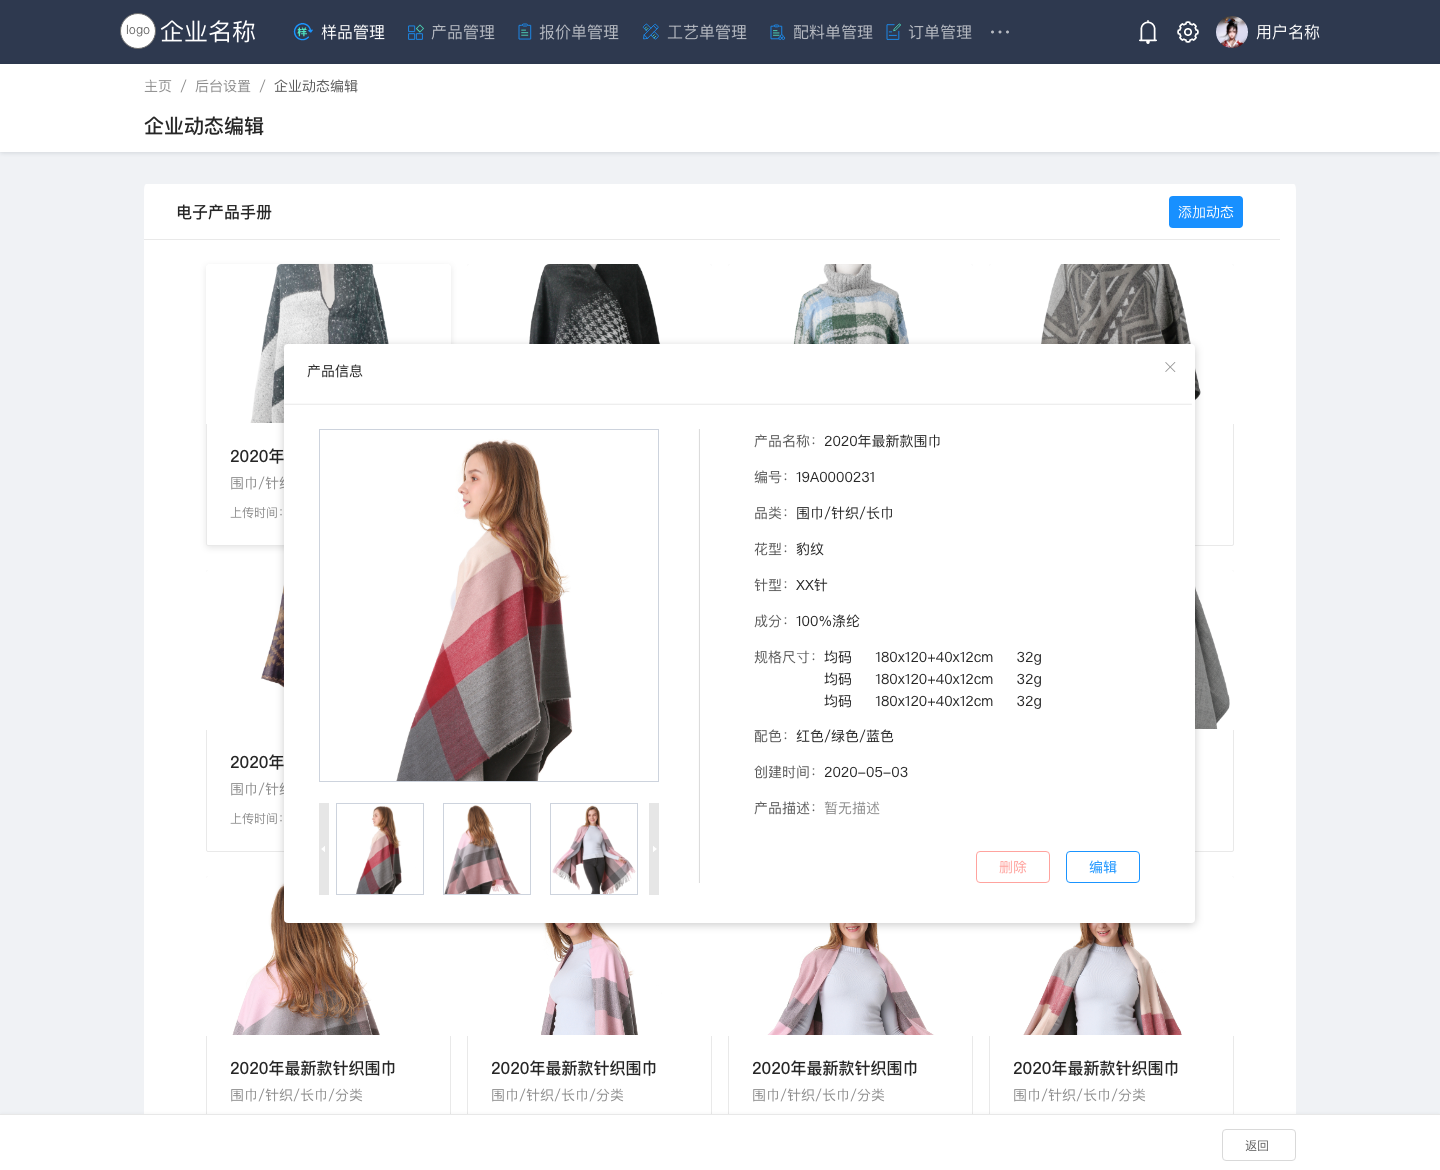 logo 企业名称 样 样品管理 产品管理 报价单管理 工艺单管理 配料单管理 订单管理 ··· 用户名称
主页 / 后台设置 / 企业动态编辑
企业动态编辑
电子产品手册 添加动态
产品信息
2020年
围巾/针
上传时间:
产品名称：2020年最新款围巾
编号：19A0000231
品类：围巾/针织/长巾
花型：豹纹
针型：XX针
成分：100%涤纶
规格尺寸：均码 180x120+40x12cm 32g
均码 180x120+40x12cm 32g
均码 180x120+40x12cm 32g
配色：红色/绿色/蓝色
创建时间：2020-05-03
产品描述：暂无描述
2020年
围巾/针
上传时间:
删除 编辑
2020年最新款针织围巾 2020年最新款针织围巾 2020年最新款针织围巾 2020年最新款针织围巾
围巾/针织/长巾/分类 围巾/针织/长巾/分类 围巾/针织/长巾/分类 围巾/针织/长巾/分类
返回